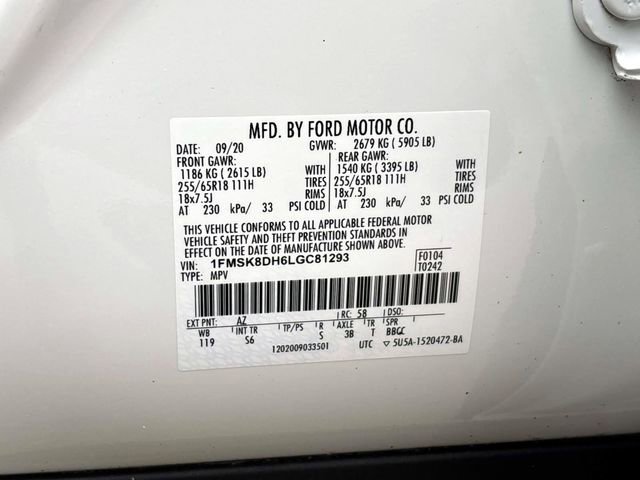 MFD. BY FORD MOTOR CO.
DATE: 09/20 GVWR: 2679 KG ( 5905 LB)
FRONT GAWR: REAR GAWR:
1186 KG ( 2615 LB) WITH 1540 KG ( 3395 LB) WITH
255/65R18 111H TIRES 255/65R18 111H TIRES
18x7.5J RIMS 18x7.5J RIMS
AT 230 kPa/ 33 PSI COLD AT 230 kPa/ 33 PSI COLD
THIS VEHICLE CONFORMS TO ALL APPLICABLE FEDERAL MOTOR
VEHICLE SAFETY AND THEFT PREVENTION STANDARDS IN
EFFECT ON THE DATE OF MANUFACTURE SHOWN ABOVE.
VIN: 1FMSK8DH6LGC81293 F0104
TYPE: MPV T0242
EXT PNT: AZ RC: 58 DSO:
WB INT TR TP/PS R AXLE TR SPR
119 S6 S 3B T BBGC
1202009033501 UTC ▽ 5U5A-1520472-BA